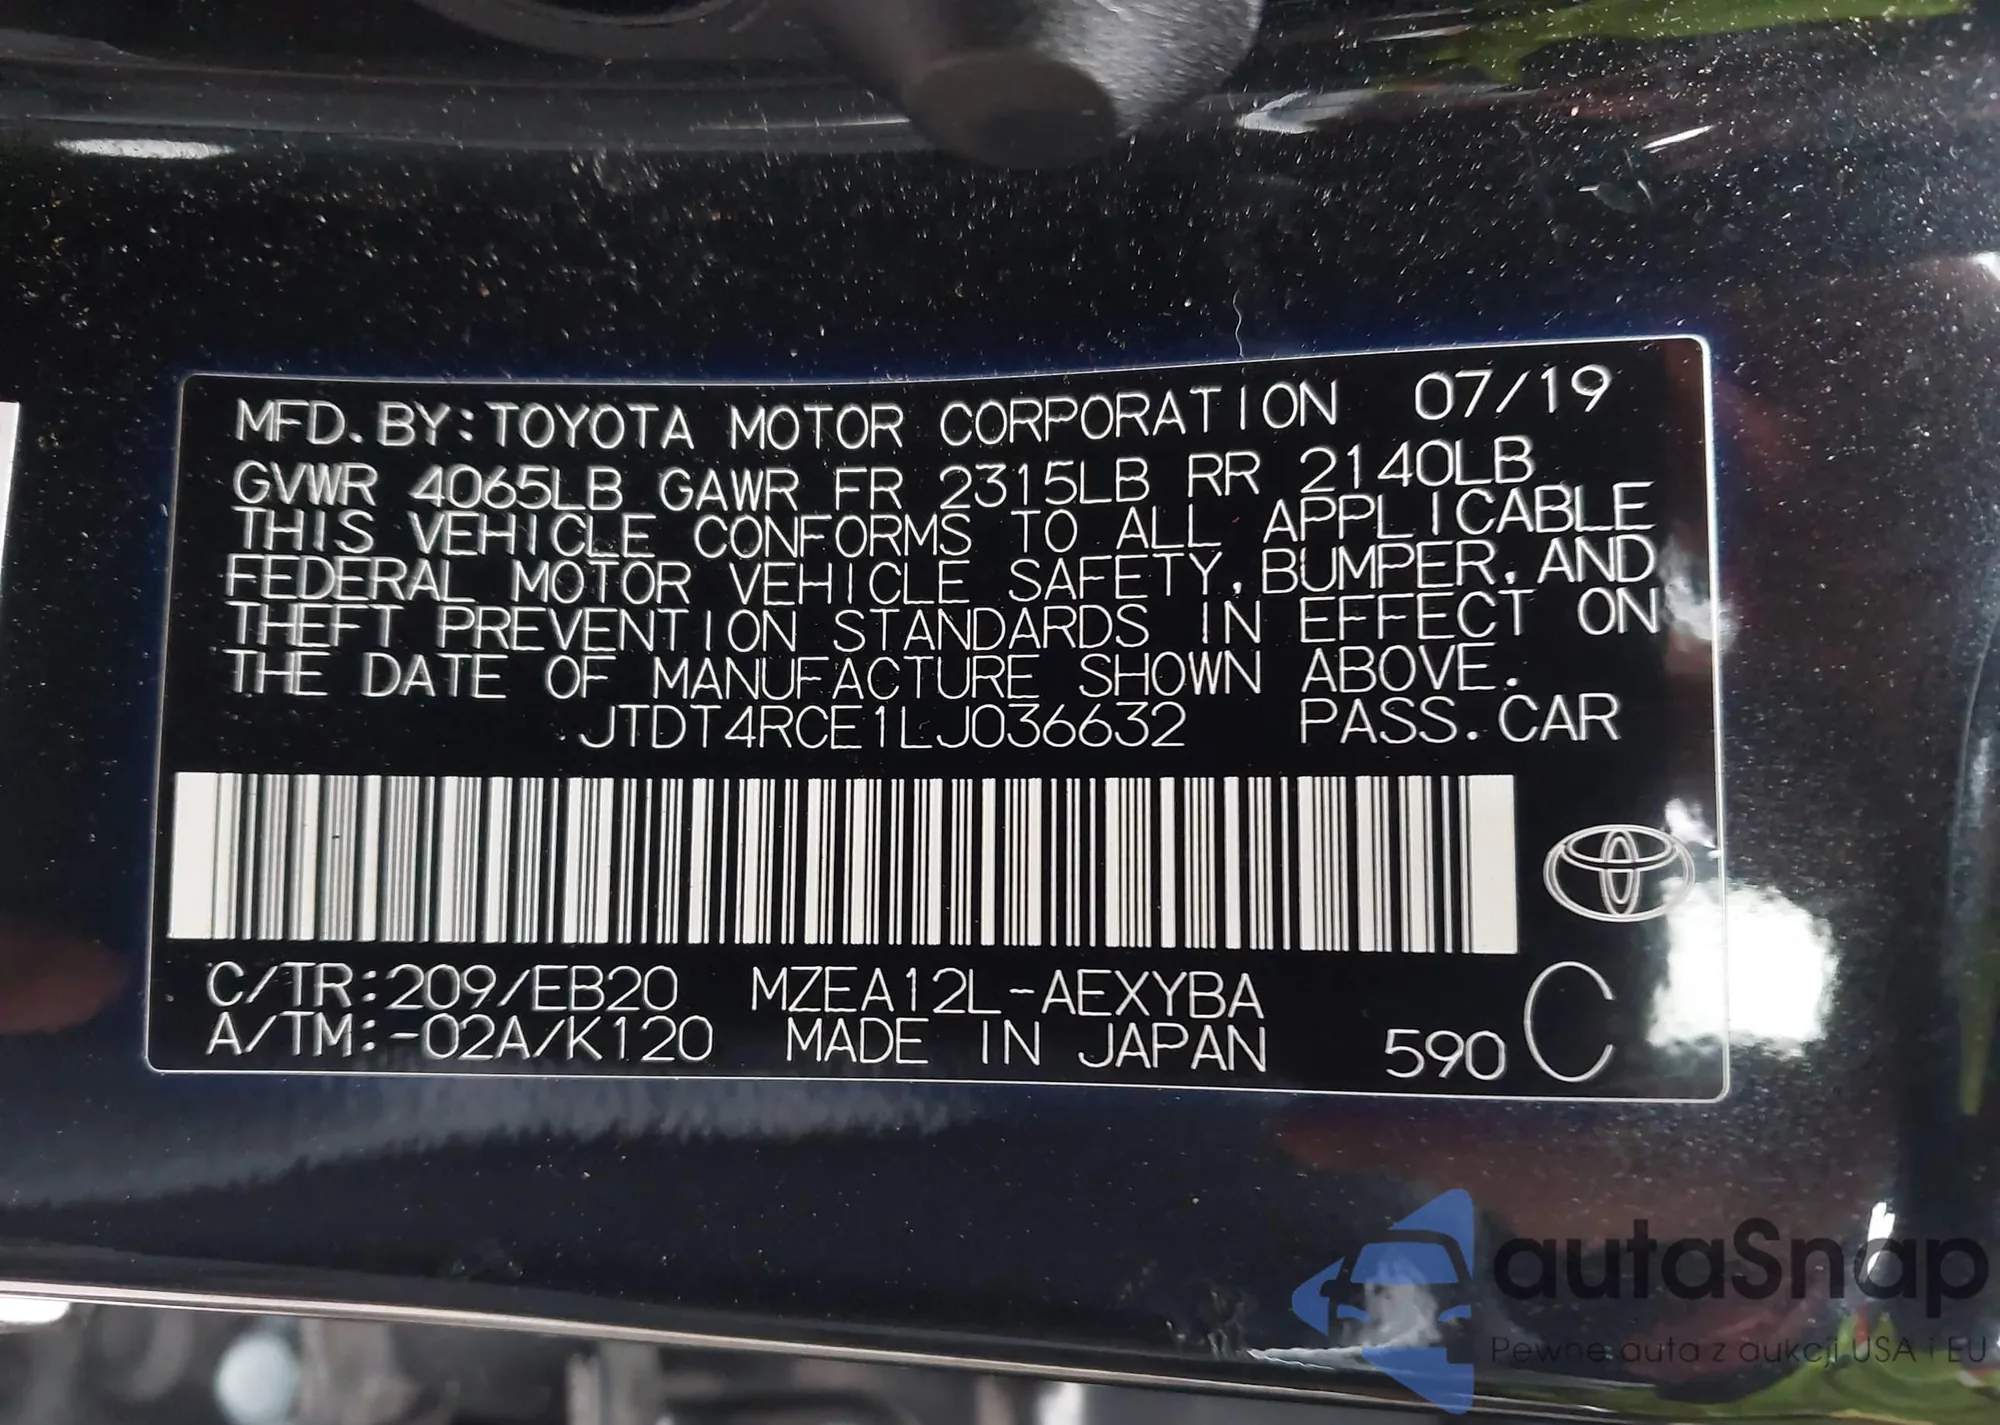 MFD.BY:TOYOTA MOTOR CORPORATION 07/19
GVWR 4065LB GAWR FR 2315LB RR 2140LB
THIS VEHICLE CONFORMS TO ALL APPLICABLE
FEDERAL MOTOR VEHICLE SAFETY, BUMPER, AND
THEFT PREVENTION STANDARDS IN EFFECT ON
THE DATE OF MANUFACTURE SHOWN ABOVE.
JTDT4RCE1LJ036632 PASS.CAR
C/TR:209/EB20 MZEA12L-AEXYBA
A/TM:-02A/K120 MADE IN JAPAN 590 C
autaSnap
Pewne auta z aukcji USA i EU